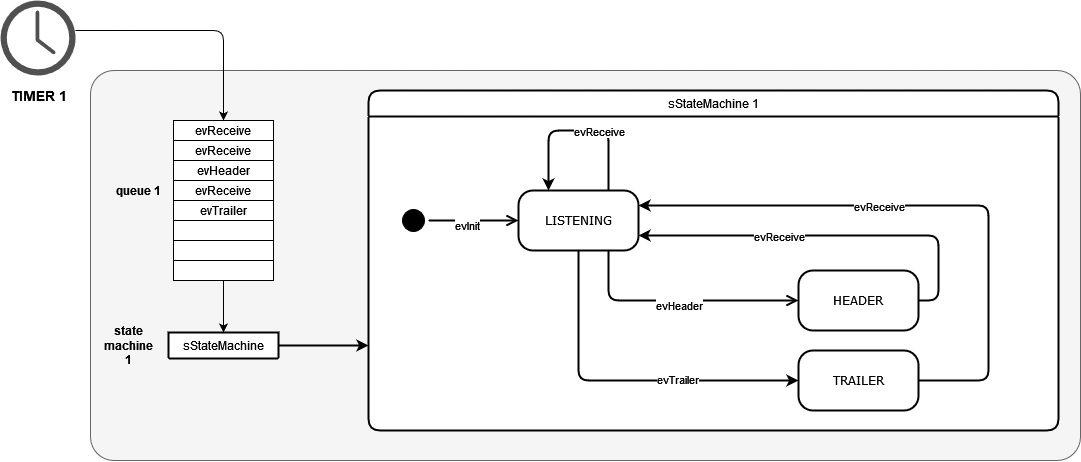 TIMER 1
sStateMachine 1
evReceive
evReceive
evHeader
evReceive
evTrailer
queue 1
state
machine
1
sStateMachine
evReceive
LISTENING
evInit
evReceive
evReceive
evHeader
HEADER
evTrailer
TRAILER